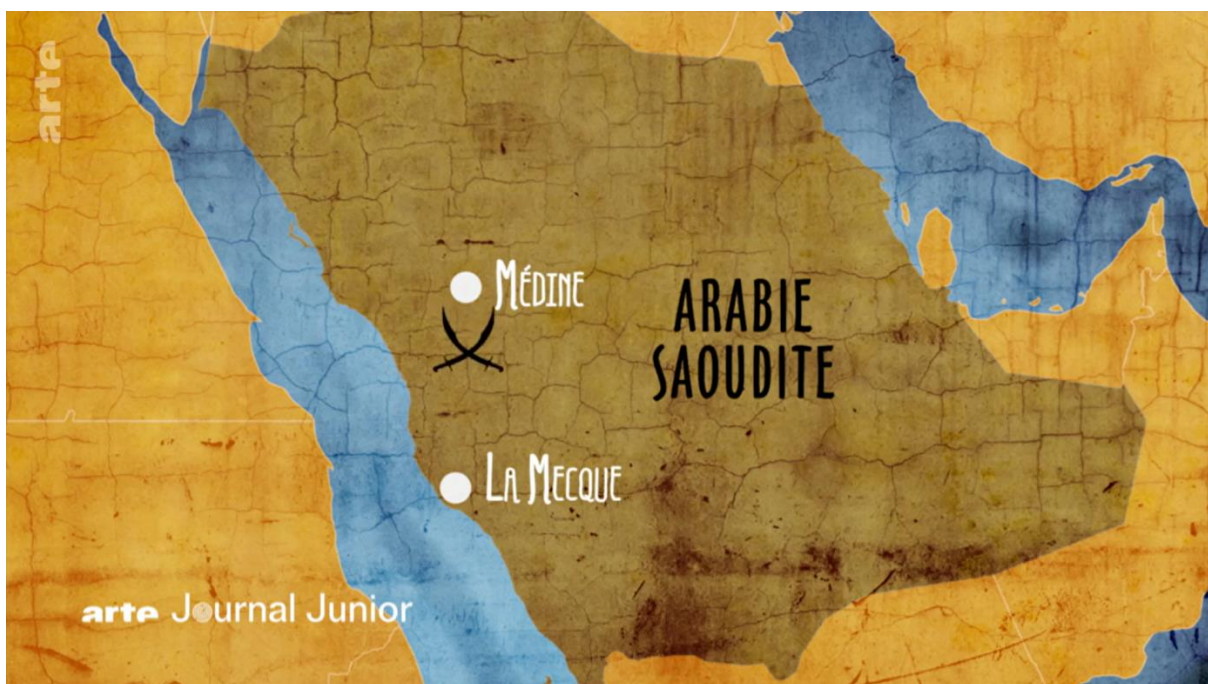 arte
MÉDINE
ARABIE
SAOUDITE
LA MECQUE
arte Journal Junior